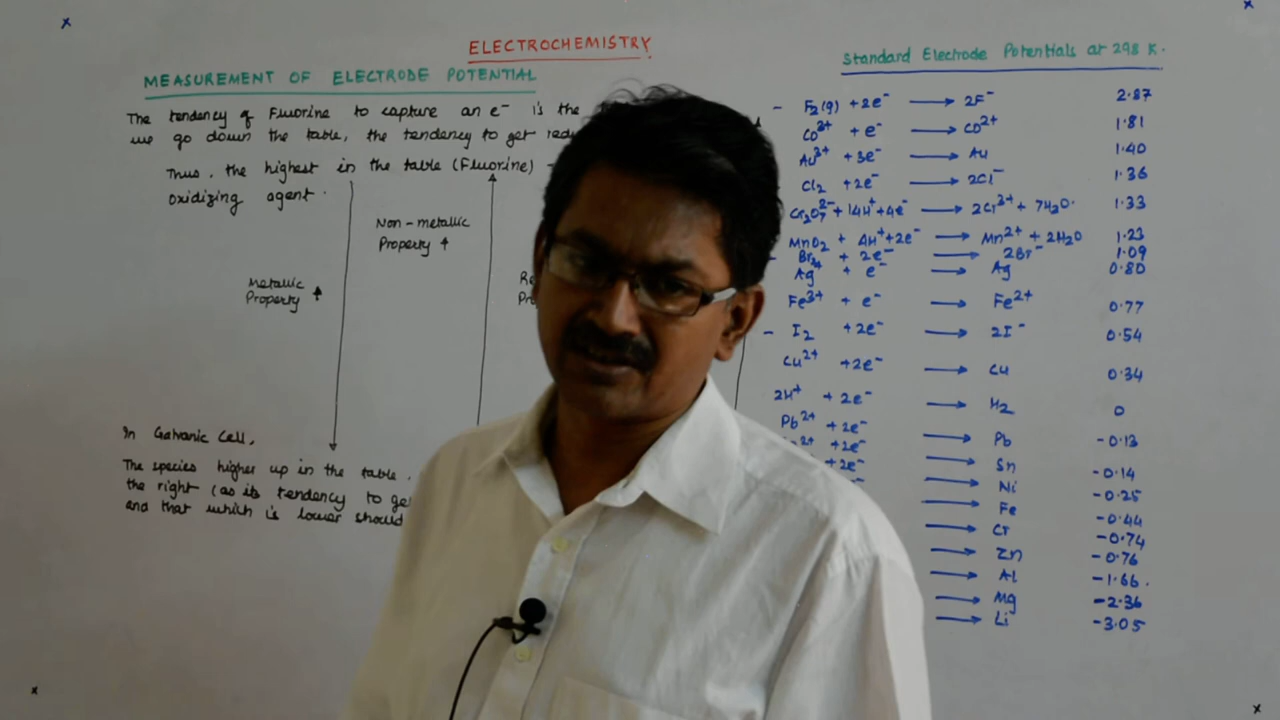 ELECTROCHEMISTRY
MEASUREMENT OF ELECTRODE POTENTIAL
The tendency of Fluorine to capture an e⁻ is the
we go down the table, the tendency to get
Thus, the highest in the table (Fluorine) -
oxidizing agent.
Non-metallic
Property ↑
Metallic
Property ↑
In Galvanic Cell,
The species higher up in the table.
the right (as its tendency to
and that which is lower should
Standard Electrode Potentials at 298 K.
- F₂(g) + 2e⁻ → 2F⁻ 2.87
Co³⁺ + e⁻ → Co²⁺ 1.81
Au³⁺ + 3e⁻ → Au 1.40
Cl₂ + 2e⁻ → 2Cl⁻ 1.36
Cr₂O₇²⁻ + 14H⁺ + 4e⁻ → 2Cr³⁺ + 7H₂O. 1.33
MnO₂ + 4H⁺ + 2e⁻ → Mn²⁺ + 2H₂O 1.23
- Br₂ + 2e⁻ → 2Br⁻ 1.09
Ag⁺ + e⁻ → Ag 0.80
Fe³⁺ + e⁻ → Fe²⁺ 0.77
- I₂ + 2e⁻ → 2I⁻ 0.54
Cu²⁺ + 2e⁻ → Cu 0.34
2H⁺ + 2e⁻ → H₂ 0
Pb²⁺ + 2e⁻ → Pb -0.13
²⁺ + 2e⁻ → Sn -0.14
+ 2e⁻ → Ni -0.25
→ Fe -0.44
→ Cr -0.74
→ Zn -0.76
→ Al -1.66.
→ Mg -2.36
→ Li -3.05